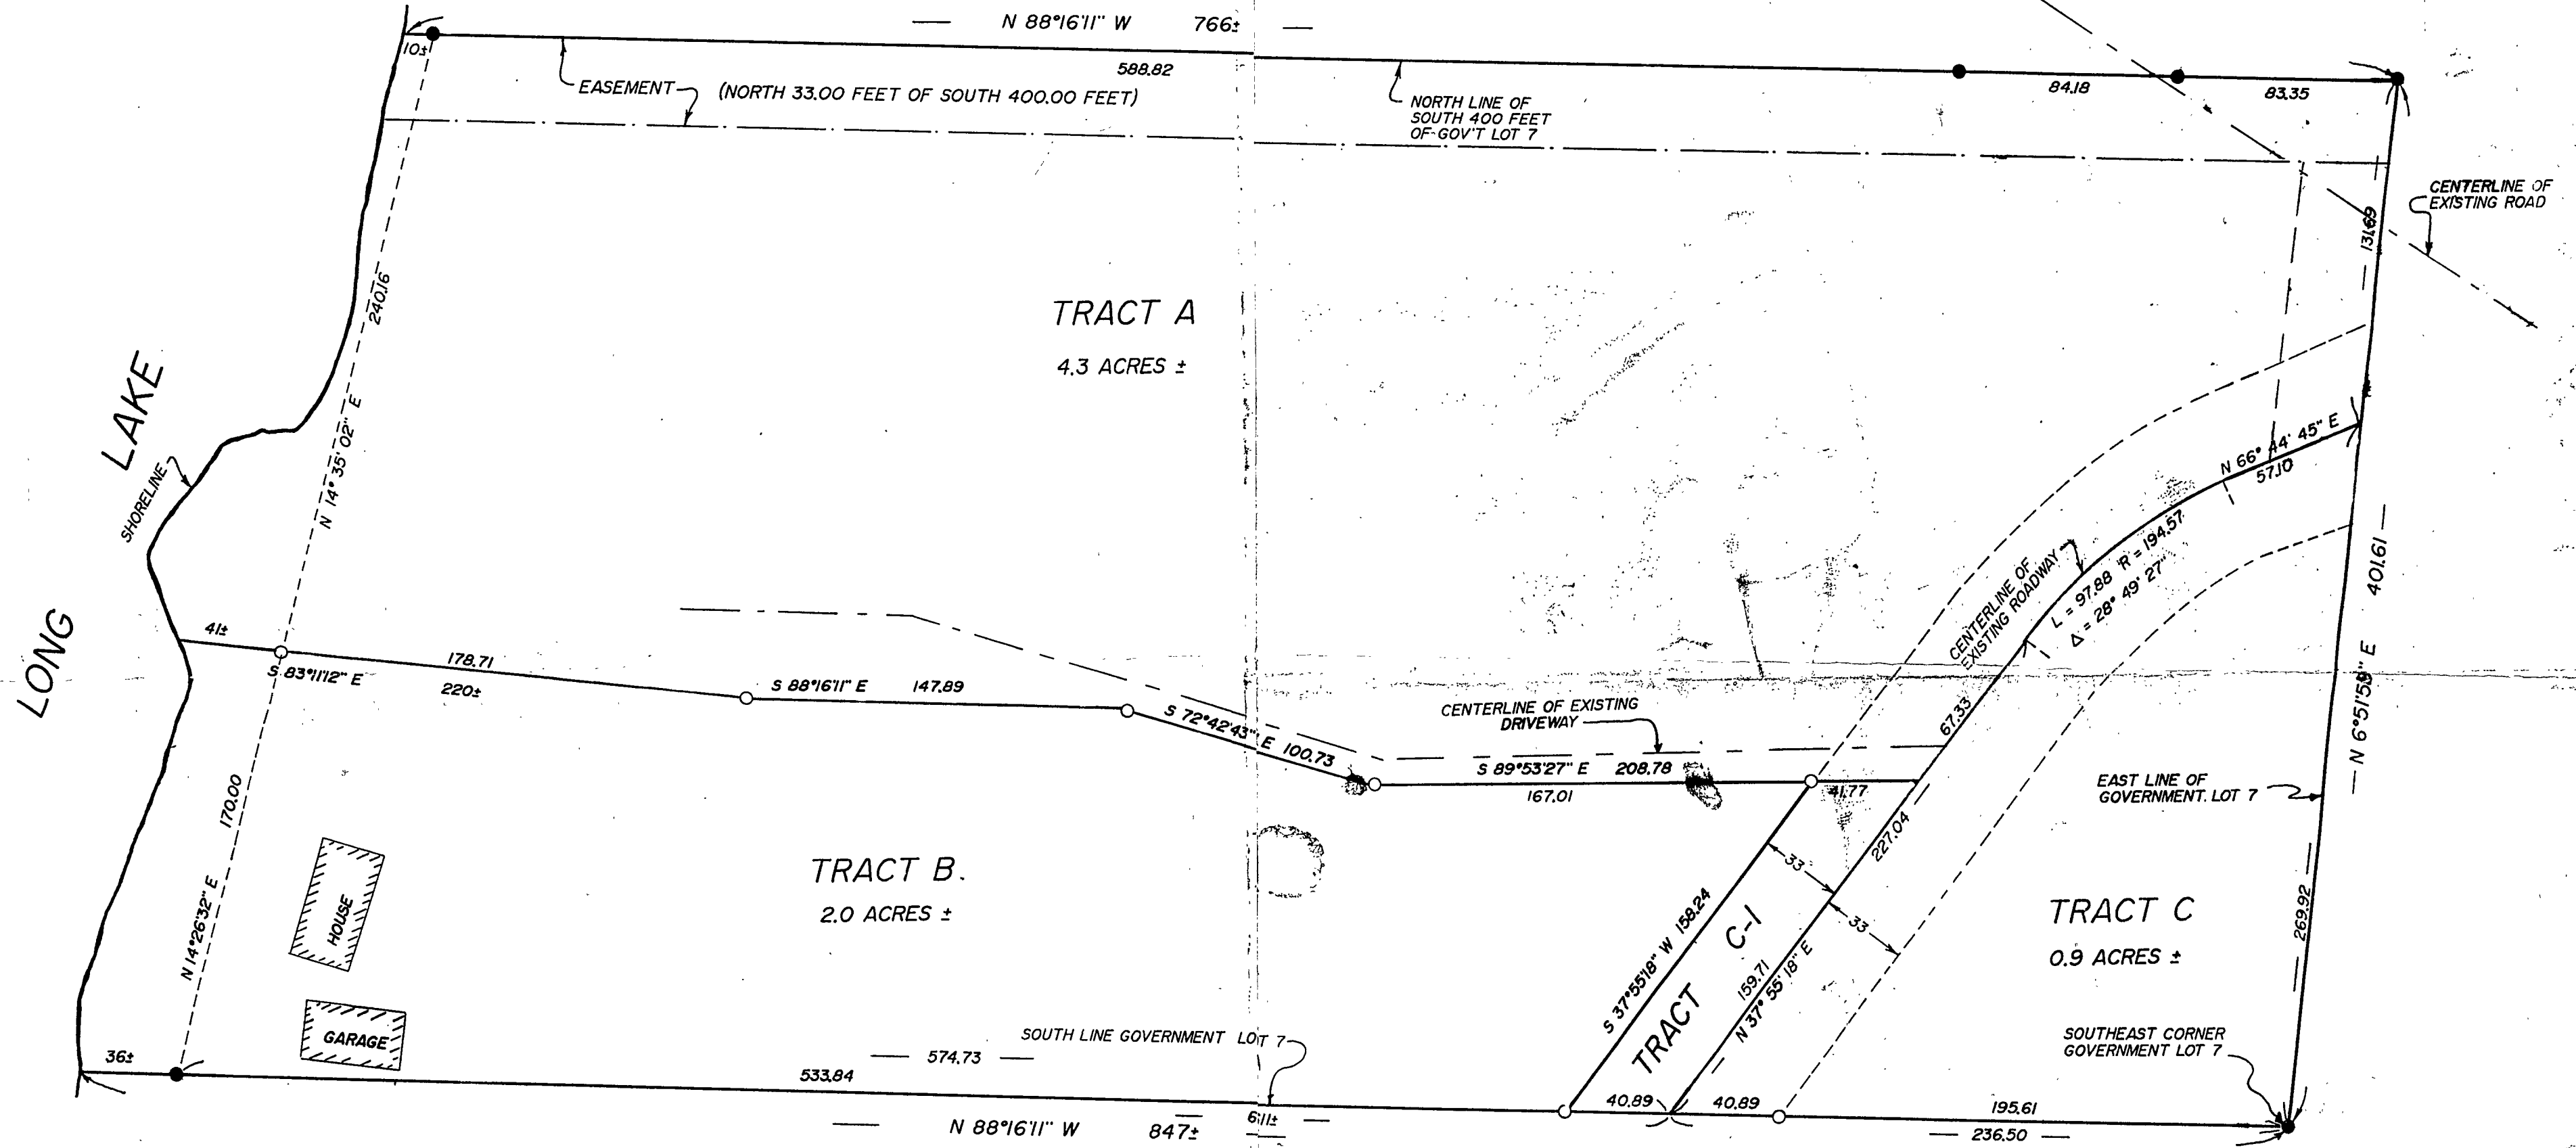 N 88°16'11" W 766±
10±
588.82
EASEMENT (NORTH 33.00 FEET OF SOUTH 400.00 FEET)
NORTH LINE OF
SOUTH 400 FEET
OF GOV'T LOT 7
84.18
83.35
CENTERLINE OF
EXISTING ROAD
131.69
240.16
N 14° 35' 02" E
TRACT A
4.3 ACRES ±
LONG LAKE
SHORELINE
N 66° 44' 45" E
57.10
L = 97.88 R = 194.57
Δ = 28° 49' 27"
CENTERLINE OF
EXISTING ROADWAY
401.61
N 6°51'59" E
41±
178.71
S 83°11'12" E
220±
S 88°16'11" E 147.89
S 72°42'43" E 100.73
CENTERLINE OF EXISTING
DRIVEWAY
67.33
S 89°53'27" E 208.78
167.01
41.77
EAST LINE OF
GOVERNMENT LOT 7
227.04
170.00
N 14°26'32" E
HOUSE
GARAGE
TRACT B.
2.0 ACRES ±
33
33
S 37°55'18" W 158.24
TRACT C-1
159.71
N 37° 55' 18" E
TRACT C
0.9 ACRES ±
269.92
SOUTHEAST CORNER
GOVERNMENT LOT 7
SOUTH LINE GOVERNMENT LOT 7
36±
574.73
533.84
40.89
40.89
195.61
236.50
N 88°16'11" W 847±
611±